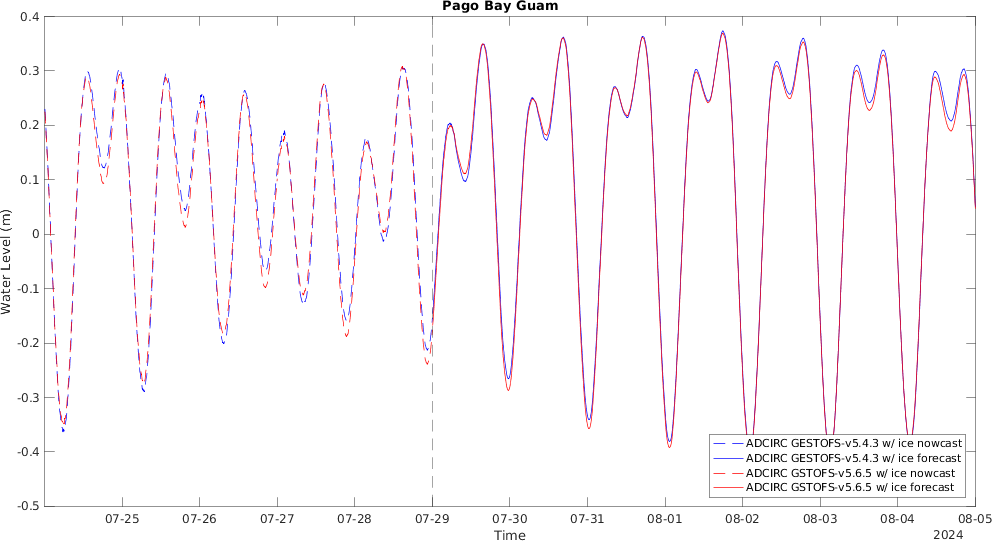 Pago Bay Guam
0.4
0.3
0.2
0.1
0
-0.1
-0.2
-0.3
-0.4
-0.5
Water Level (m)
ADCIRC GESTOFS-v5.4.3 w/ ice nowcast
ADCIRC GESTOFS-v5.4.3 w/ ice forecast
ADCIRC GSTOFS-v5.6.5 w/ ice nowcast
ADCIRC GSTOFS-v5.6.5 w/ ice forecast
07-25 07-26 07-27 07-28 07-29 07-30 07-31 08-01 08-02 08-03 08-04 08-05
Time
2024